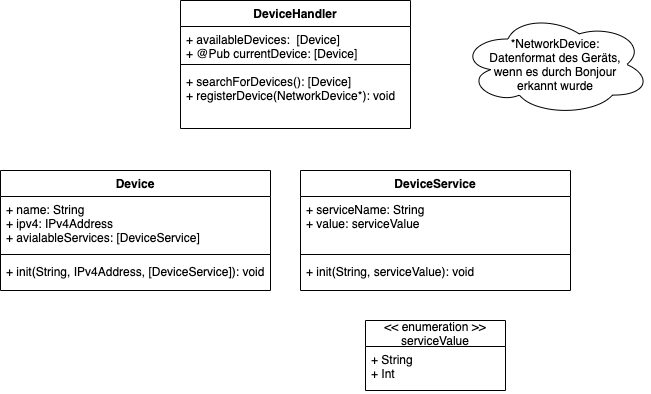 DeviceHandler
+ availableDevices:  [Device]
+ @Pub currentDevice: [Device]
+ searchForDevices(): [Device]
+ registerDevice(NetworkDevice*): void
*NetworkDevice:
Datenformat des Geräts,
wenn es durch Bonjour
erkannt wurde
Device
+ name: String
+ ipv4: IPv4Address
+ avialableServices: [DeviceService]
+ init(String, IPv4Address, [DeviceService]): void
DeviceService
+ serviceName: String
+ value: serviceValue
+ init(String, serviceValue): void
<< enumeration >>
serviceValue
+ String
+ Int